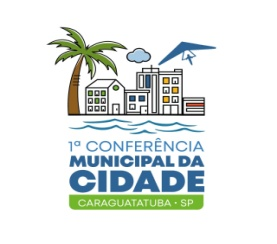 1ª CONFERÊNCIA
MUNICIPAL DA
CIDADE
CARAGUATATUBA • SP